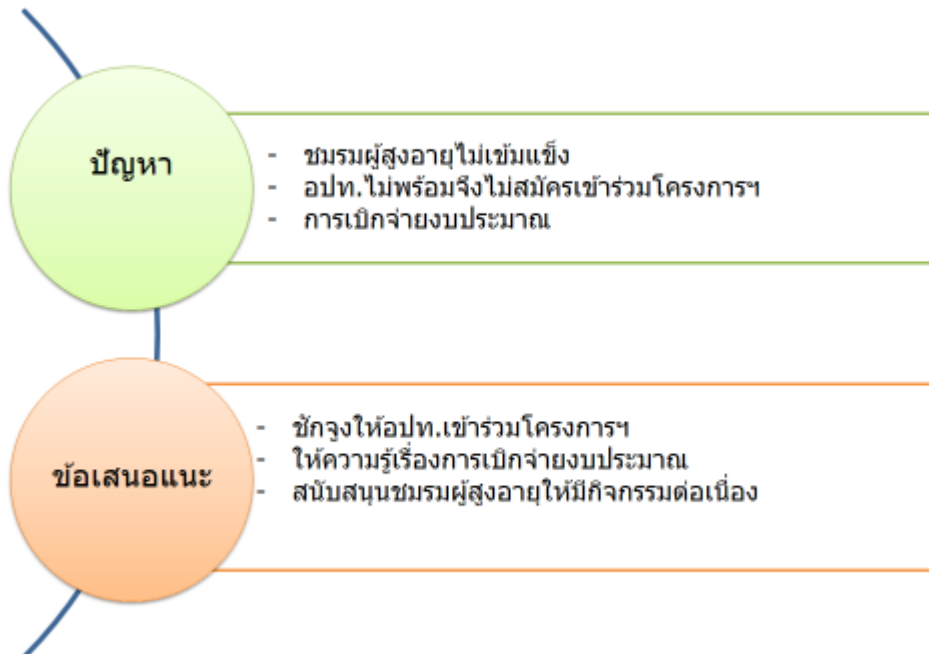 ปัญหา
- ชมรมผู้สูงอายุไม่เข้มแข็ง
- อปท.ไม่พร้อมจึงไม่สมัครเข้าร่วมโครงการฯ
- การเบิกจ่ายงบประมาณ
ข้อเสนอแนะ
- ชักจูงให้อปท.เข้าร่วมโครงการฯ
- ให้ความรู้เรื่องการเบิกจ่ายงบประมาณ
- สนับสนุนชมรมผู้สูงอายุให้มีกิจกรรมต่อเนื่อง